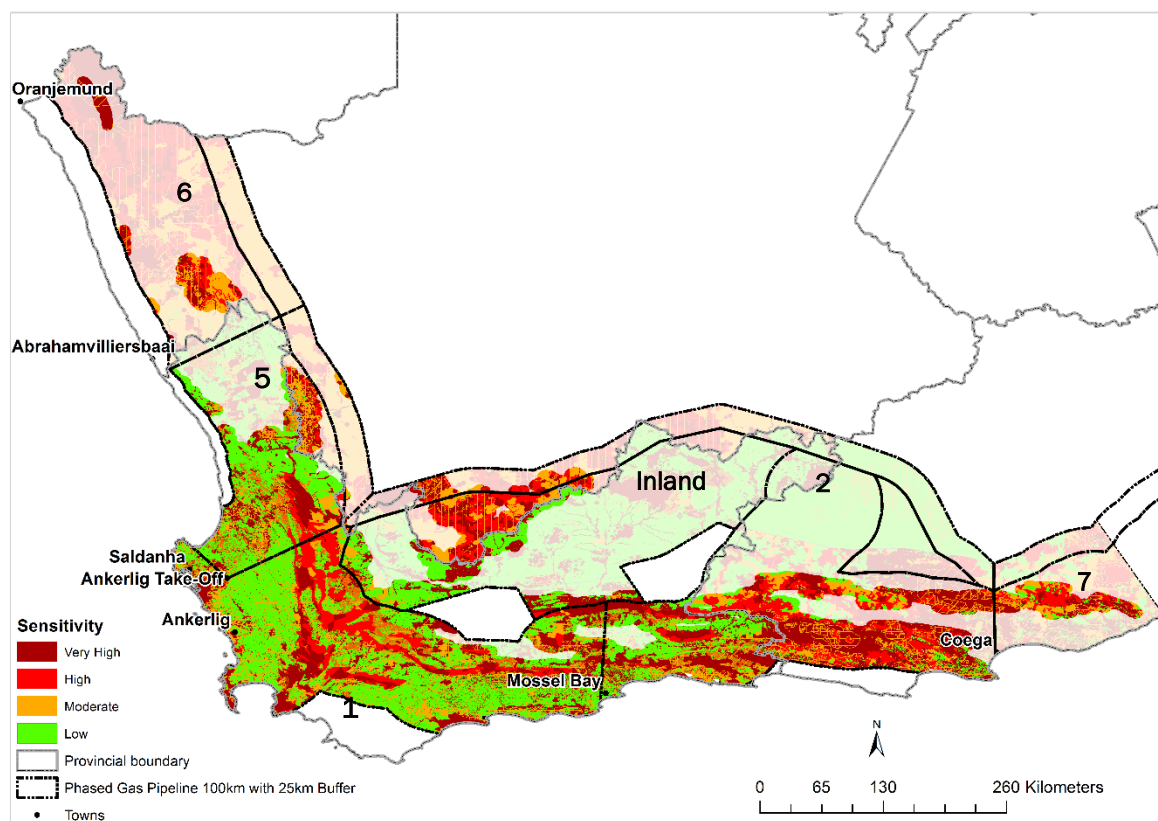 Oranjemund
6
Abrahamvilliersbaai
5
Inland
2
Saldanha
Ankerlig Take-Off
7
Ankerlig
Coega
Mossel Bay
1
Sensitivity
Very High
High
Moderate
Low
Provincial boundary
Phased Gas Pipeline 100km with 25km Buffer
Towns
N
0 65 130 260 Kilometers